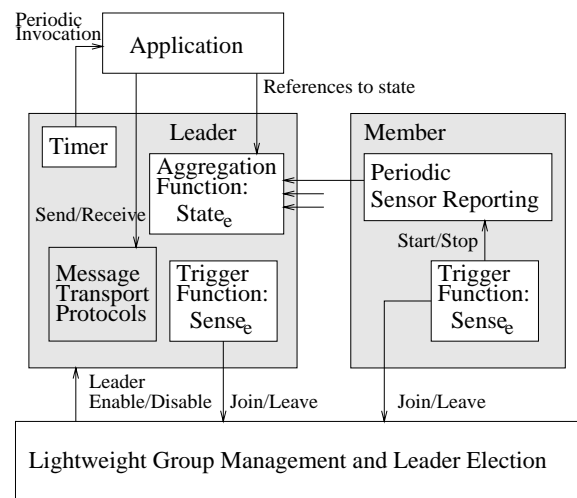 Periodic
Invocation
Application
References to state
Leader
Timer
Aggregation
Function:
State_e
Send/Receive
Message
Transport
Protocols
Trigger
Function:
Sense_e
Member
Periodic
Sensor Reporting
Start/Stop
Trigger
Function:
Sense_e
Leader
Enable/Disable
Join/Leave
Join/Leave
Lightweight Group Management and Leader Election